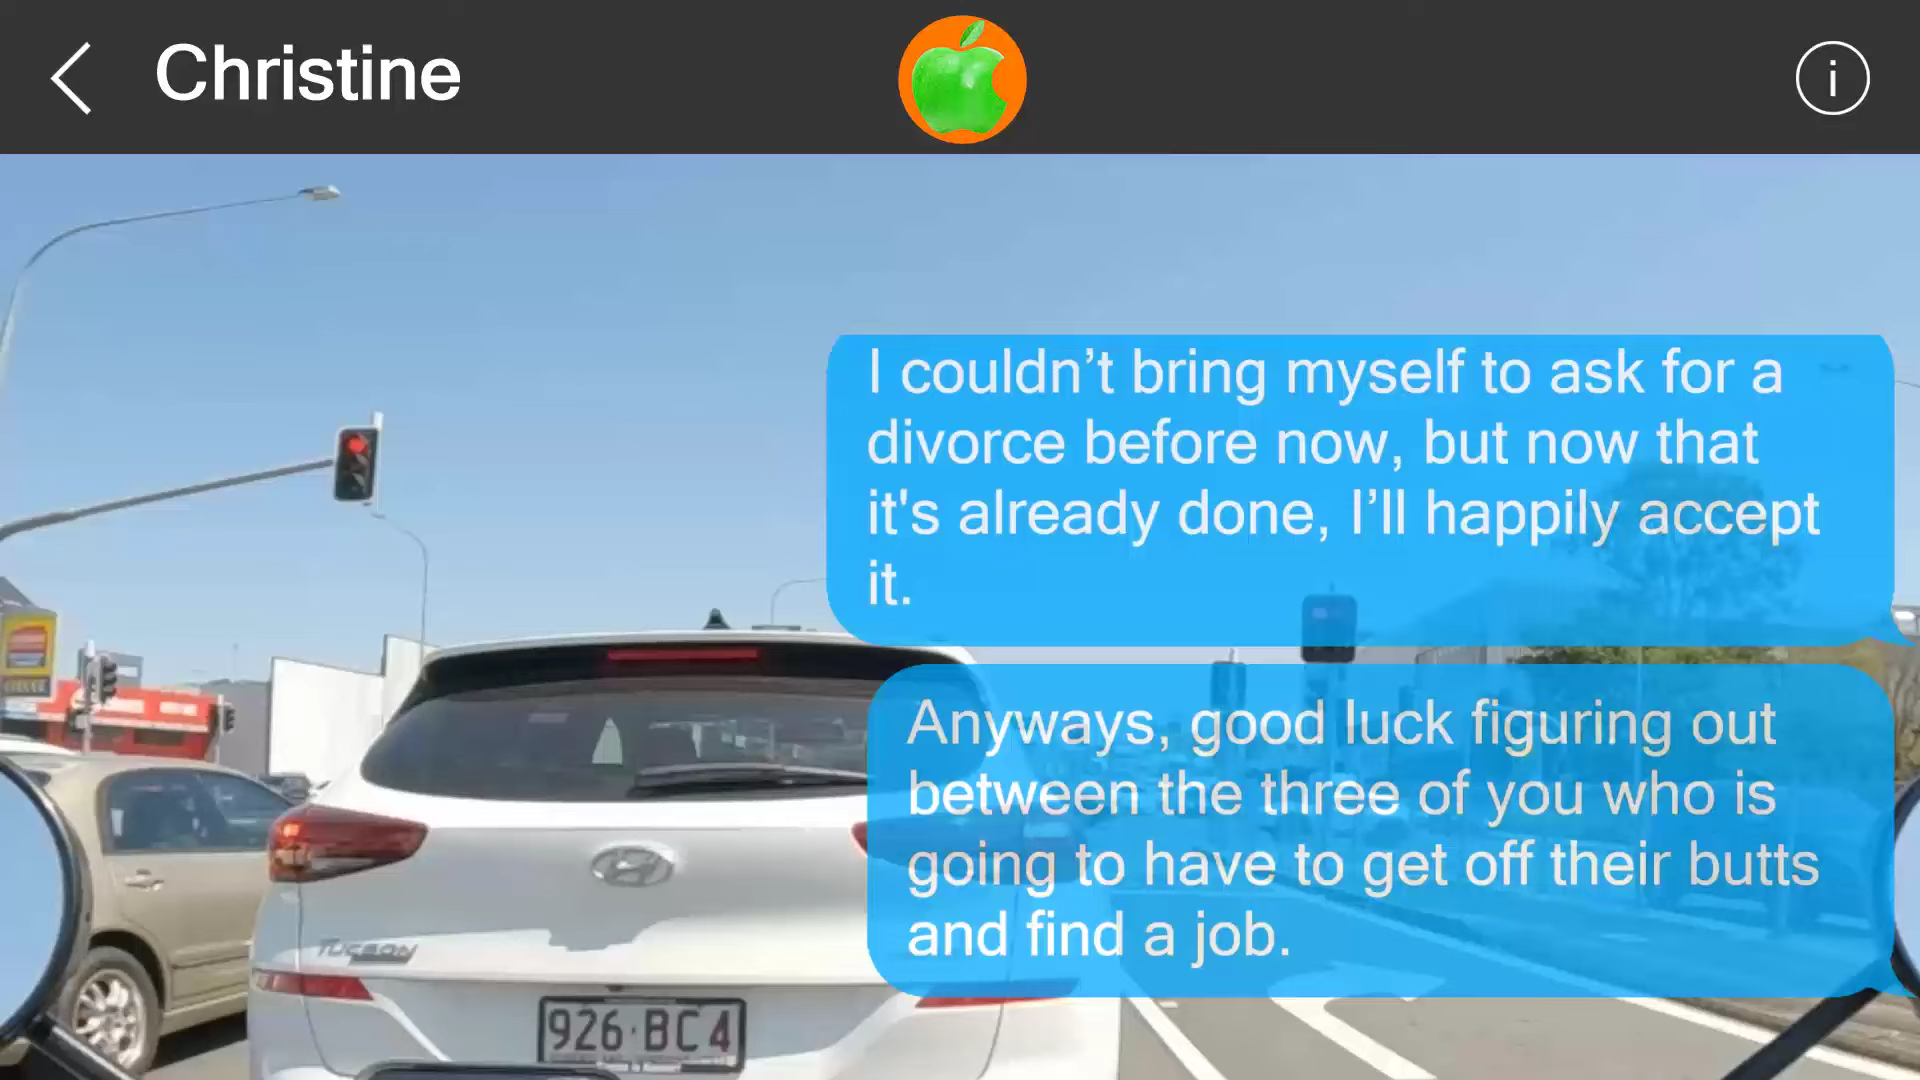 Christine
i
I couldn’t bring myself to ask for a
divorce before now, but now that
it's already done, I’ll happily accept
it.
Anyways, good luck figuring out
between the three of you who is
going to have to get off their butts
and find a job.
TUCSON
926·BC4